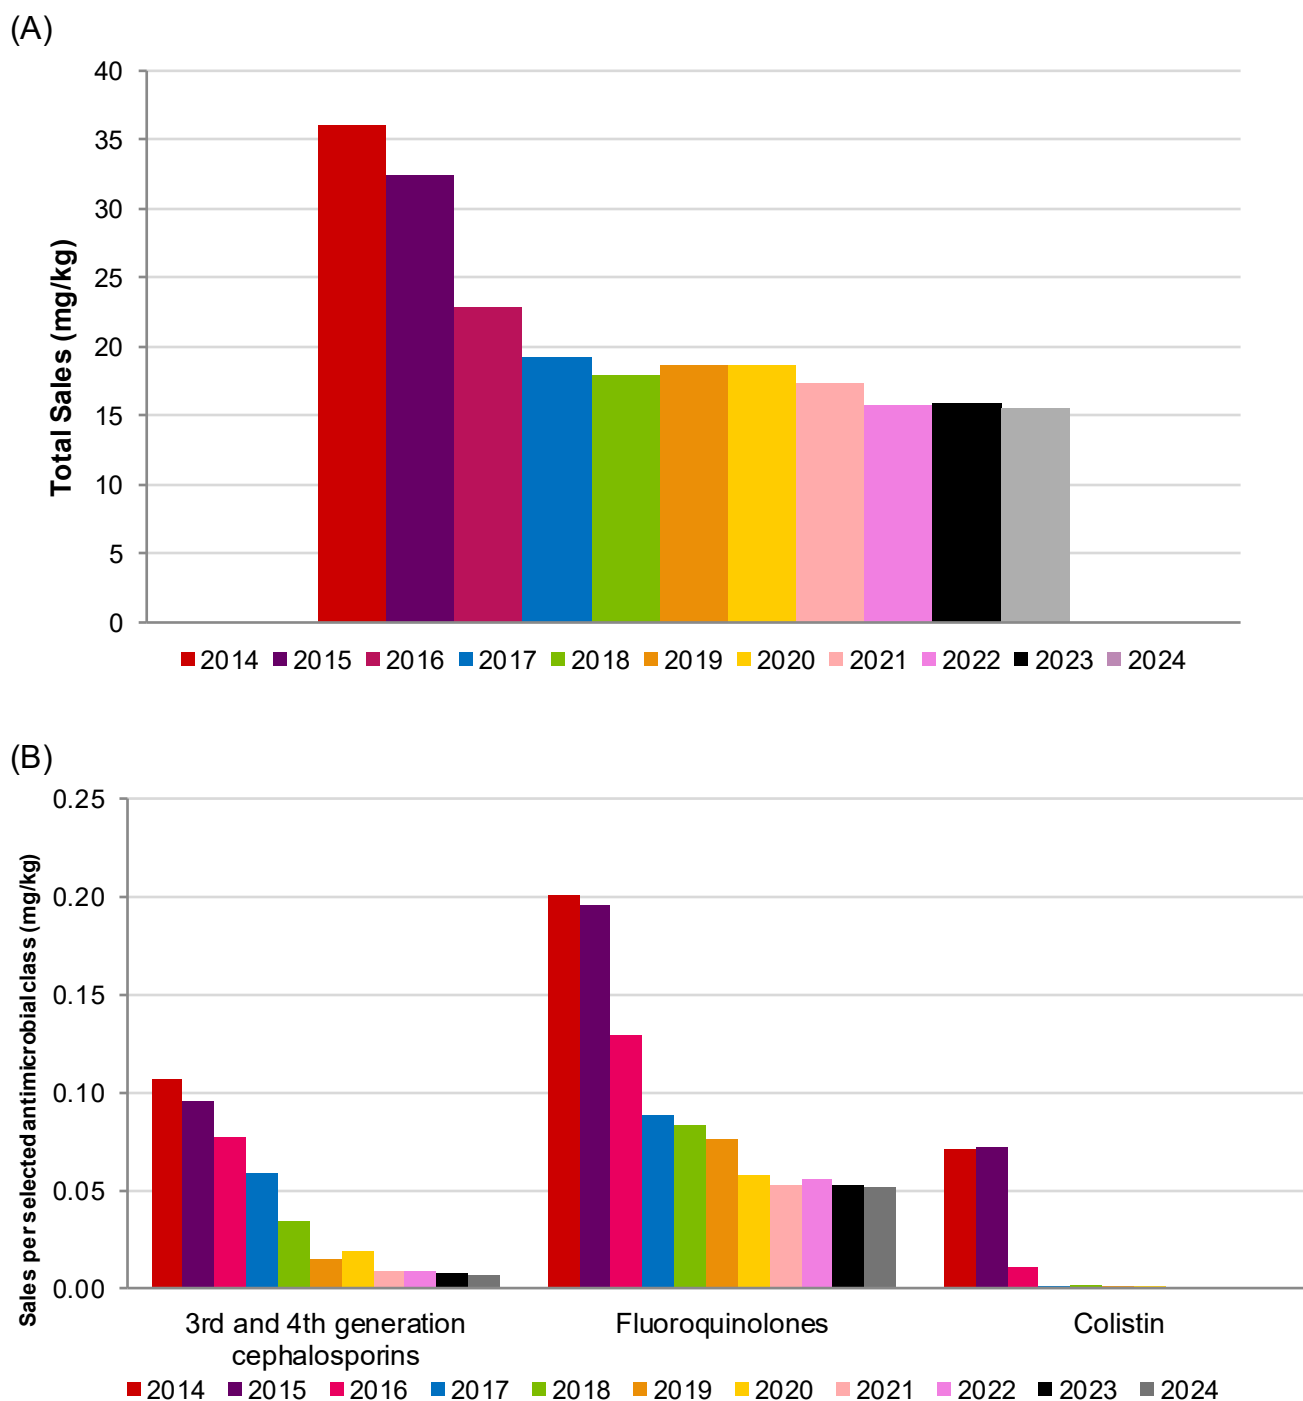 (A)
40
35
30
25
20
15
10
5
0
Total Sales (mg/kg)
2014 2015 2016 2017 2018 2019 2020 2021 2022 2023 2024
(B)
0.25
0.20
0.15
0.10
0.05
0.00
Sales per selected antimicrobial class (mg/kg)
3rd and 4th generation
cephalosporins
Fluoroquinolones
Colistin
2014 2015 2016 2017 2018 2019 2020 2021 2022 2023 2024